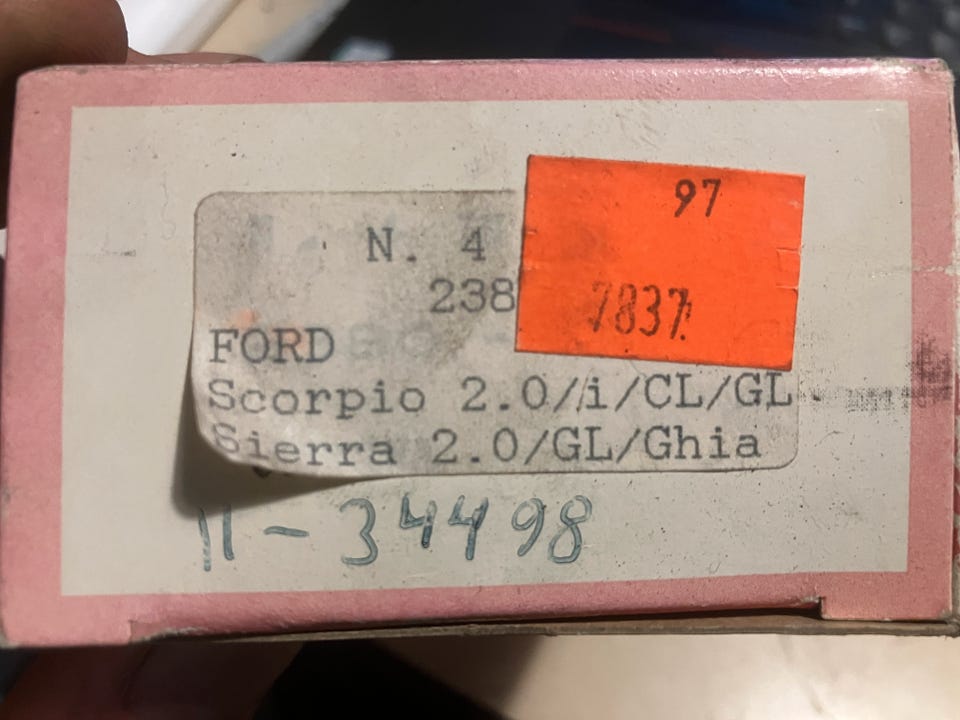 97
N. 4
238
7837
FORD
Scorpio 2.0/i/CL/GL
Sierra 2.0/GL/Ghia
11-34498